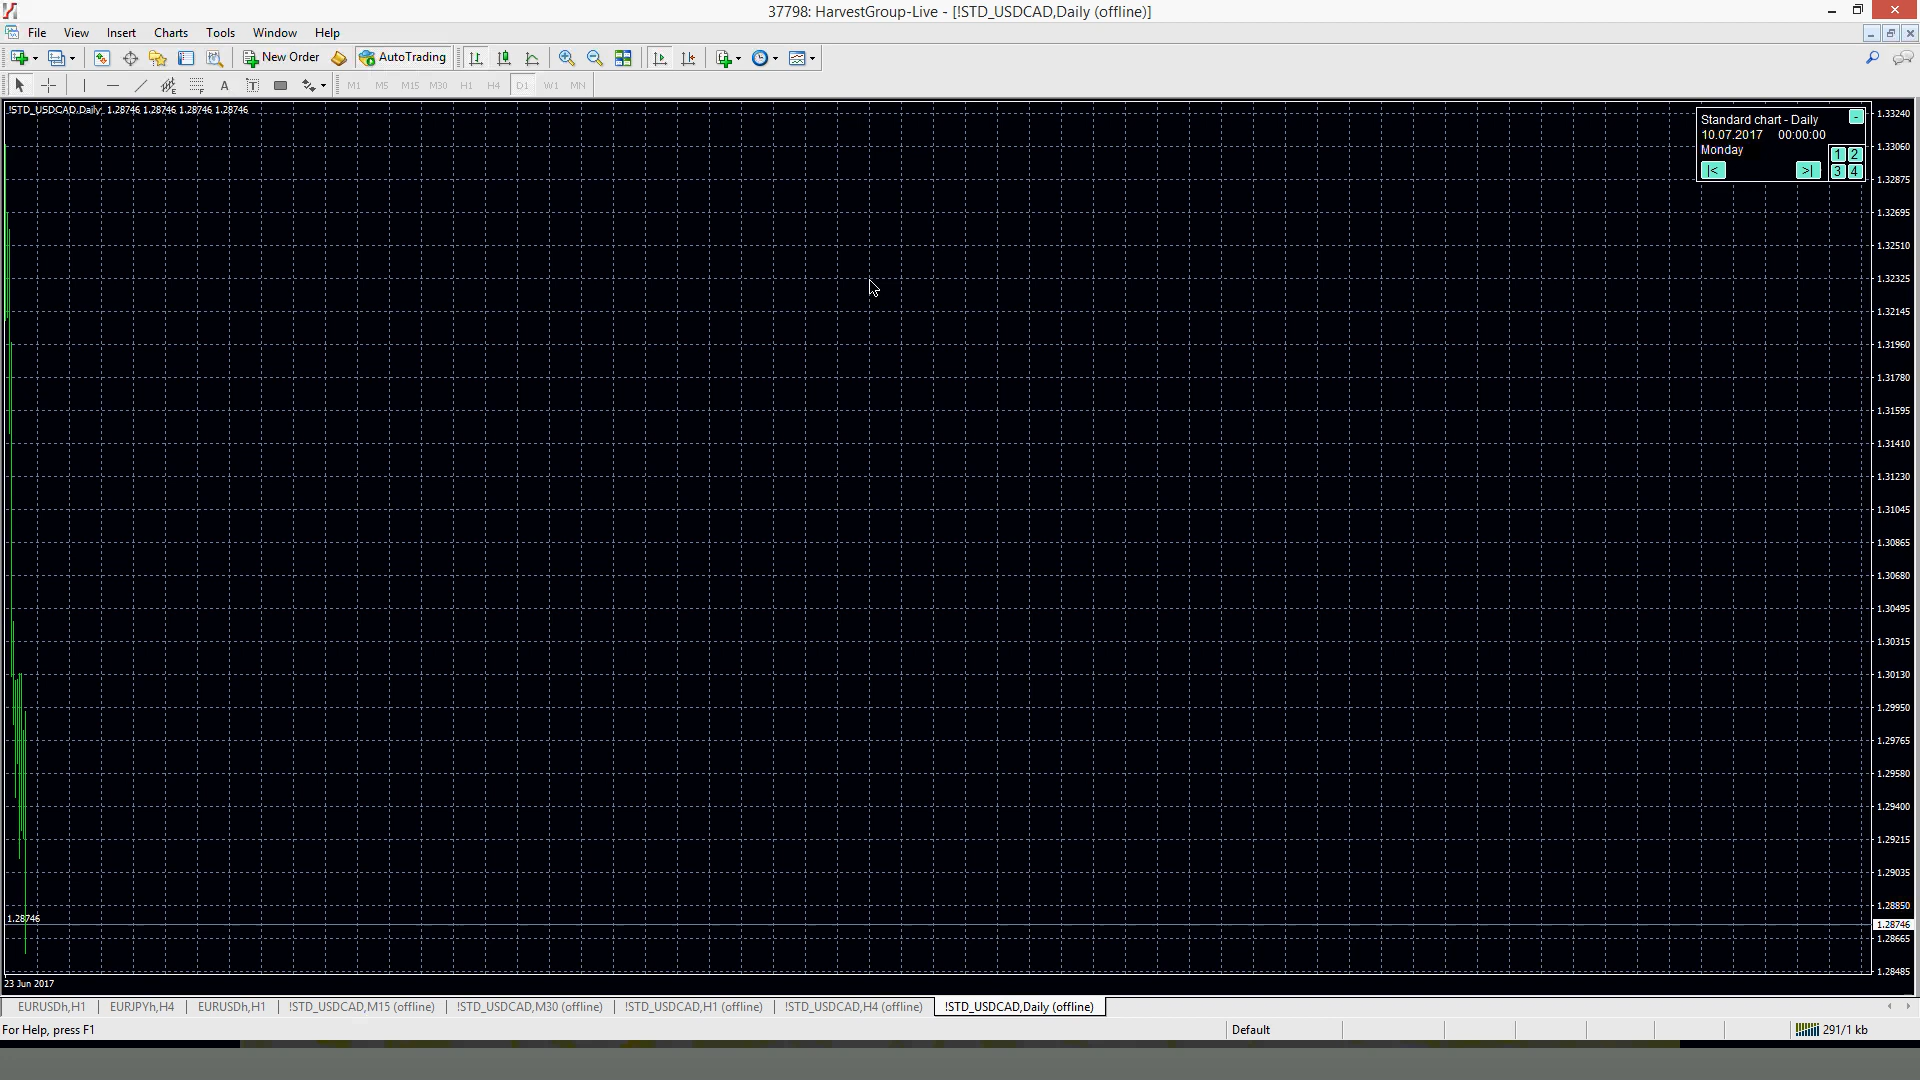 37798: HarvestGroup-Live - [!STD_USDCAD,Daily (offline)]
File View Insert Charts Tools Window Help
New Order AutoTrading
A T M1 M5 M15 M30 H1 H4 D1 W1 MN
!STD_USDCAD,Daily 1.28746 1.28746 1.28746 1.28746
Standard chart - Daily -
10.07.2017 00:00:00
Monday 1 2
|< >| 3 4
1.33240
1.33060
1.32875
1.32695
1.32510
1.32325
1.32145
1.31960
1.31780
1.31595
1.31410
1.31230
1.31045
1.30865
1.30680
1.30495
1.30315
1.30130
1.29950
1.29765
1.29580
1.29400
1.29215
1.29035
1.28850
1.28746
1.28746
1.28665
1.28485
23 Jun 2017
EURUSDh,H1 EURJPYh,H4 EURUSDh,H1 !STD_USDCAD,M15 (offline) !STD_USDCAD,M30 (offline) !STD_USDCAD,H1 (offline) !STD_USDCAD,H4 (offline) !STD_USDCAD,Daily (offline)
For Help, press F1 Default 291/1 kb